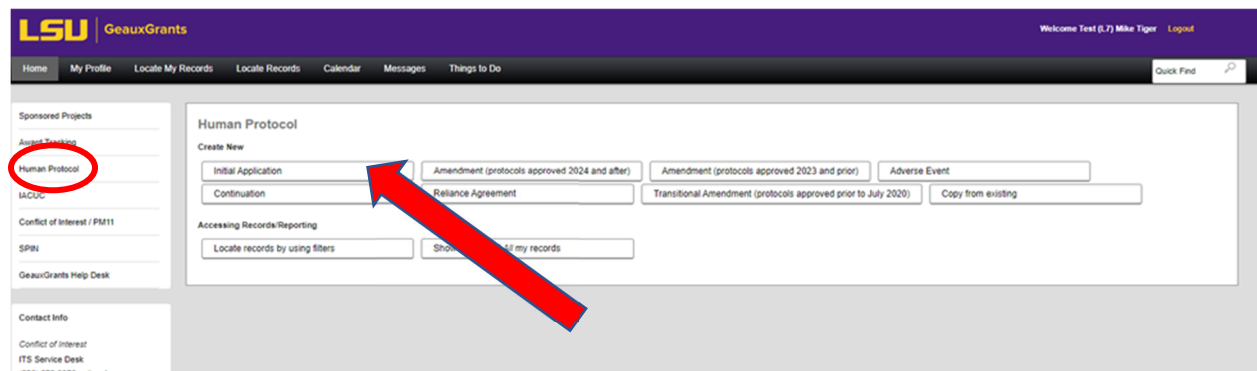 LSU GeauxGrants
Welcome Test (L7) Mike Tiger Logout
Home My Profile Locate My Records Locate Records Calendar Messages Things to Do
Quick Find
Sponsored Projects
Award Tracking
Human Protocol
IACUC
Conflict of Interest / PM11
SPIN
GeauxGrants Help Desk
Contact Info
Conflict of Interest
ITS Service Desk
Human Protocol
Create New
Initial Application Amendment (protocols approved 2024 and after) Amendment (protocols approved 2023 and prior) Adverse Event
Continuation Reliance Agreement Transitional Amendment (protocols approved prior to July 2020) Copy from existing
Accessing Records/Reporting
Locate records by using filters Show my records